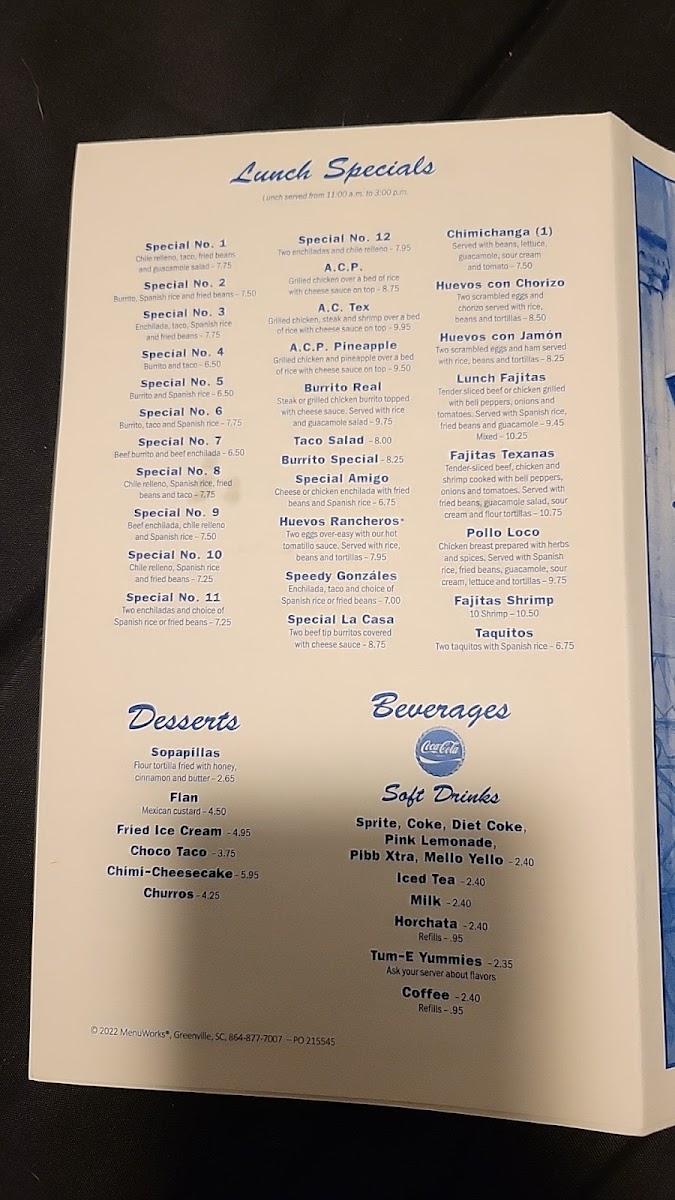 Lunch Specials
Lunch served from 11:00 a.m. to 3:00 p.m.
Special No. 1
Chile relleno, taco, fried beans
and guacamole salad – 7.75
Special No. 2
Burrito, Spanish rice and fried beans – 7.50
Special No. 3
Enchilada, taco, Spanish rice
and fried beans – 7.75
Special No. 4
Burrito and taco – 6.50
Special No. 5
Burrito and Spanish rice – 6.50
Special No. 6
Burrito, taco and Spanish rice – 7.75
Special No. 7
Beef burrito and beef enchilada – 6.50
Special No. 8
Chile relleno, Spanish rice, fried
beans and taco – 7.75
Special No. 9
Beef enchilada, chile relleno
and Spanish rice – 7.50
Special No. 10
Chile relleno, Spanish rice
and fried beans – 7.25
Special No. 11
Two enchiladas and choice of
Spanish rice or fried beans – 7.25
Special No. 12
Two enchiladas and chile relleno – 7.95
A.C.P.
Grilled chicken over a bed of rice
with cheese sauce on top – 8.75
A.C. Tex
Grilled chicken, steak and shrimp over a bed
of rice with cheese sauce on top – 9.95
A.C.P. Pineapple
Grilled chicken and pineapple over a bed
of rice with cheese sauce on top – 9.50
Burrito Real
Steak or grilled chicken burrito topped
with cheese sauce. Served with rice
and guacamole salad – 9.75
Taco Salad – 8.00
Burrito Special – 8.25
Special Amigo
Cheese or chicken enchilada with fried
beans and Spanish rice – 6.75
Huevos Rancheros*
Two eggs over-easy with our hot
tomatillo sauce. Served with rice,
beans and tortillas – 7.95
Speedy Gonzáles
Enchilada, taco and choice of
Spanish rice or fried beans – 7.00
Special La Casa
Two beef tip burritos covered
with cheese sauce – 8.75
Chimichanga (1)
Served with beans, lettuce,
guacamole, sour cream
and tomato – 7.50
Huevos con Chorizo
Two scrambled eggs and
chorizo served with rice,
beans and tortillas – 8.50
Huevos con Jamón
Two scrambled eggs and ham served
with rice, beans and tortillas – 8.25
Lunch Fajitas
Tender sliced beef or chicken grilled
with bell peppers, onions and
tomatoes. Served with Spanish rice,
fried beans and guacamole – 9.45
Mixed – 10.25
Fajitas Texanas
Tender-sliced beef, chicken and
shrimp cooked with bell peppers,
onions and tomatoes. Served with
fried beans, guacamole salad, sour
cream and flour tortillas – 10.75
Pollo Loco
Chicken breast prepared with herbs
and spices. Served with Spanish
rice, fried beans, guacamole, sour
cream, lettuce and tortillas – 9.75
Fajitas Shrimp
10 Shrimp – 10.50
Taquitos
Two taquitos with Spanish rice – 6.75
Desserts
Sopapillas
Flour tortilla fried with honey,
cinnamon and butter – 2.65
Flan
Mexican custard – 4.50
Fried Ice Cream – 4.95
Choco Taco – 3.75
Chimi-Cheesecake – 5.95
Churros – 4.25
Beverages
Coca-Cola
Soft Drinks
Sprite, Coke, Diet Coke,
Pink Lemonade,
Pibb Xtra, Mello Yello – 2.40
Iced Tea – 2.40
Milk – 2.40
Horchata – 2.40
Refills – .95
Tum-E Yummies – 2.35
Ask your server about flavors
Coffee – 2.40
Refills – .95
© 2022 MenuWorks®, Greenville, SC, 864-877-7007 – PO 215545